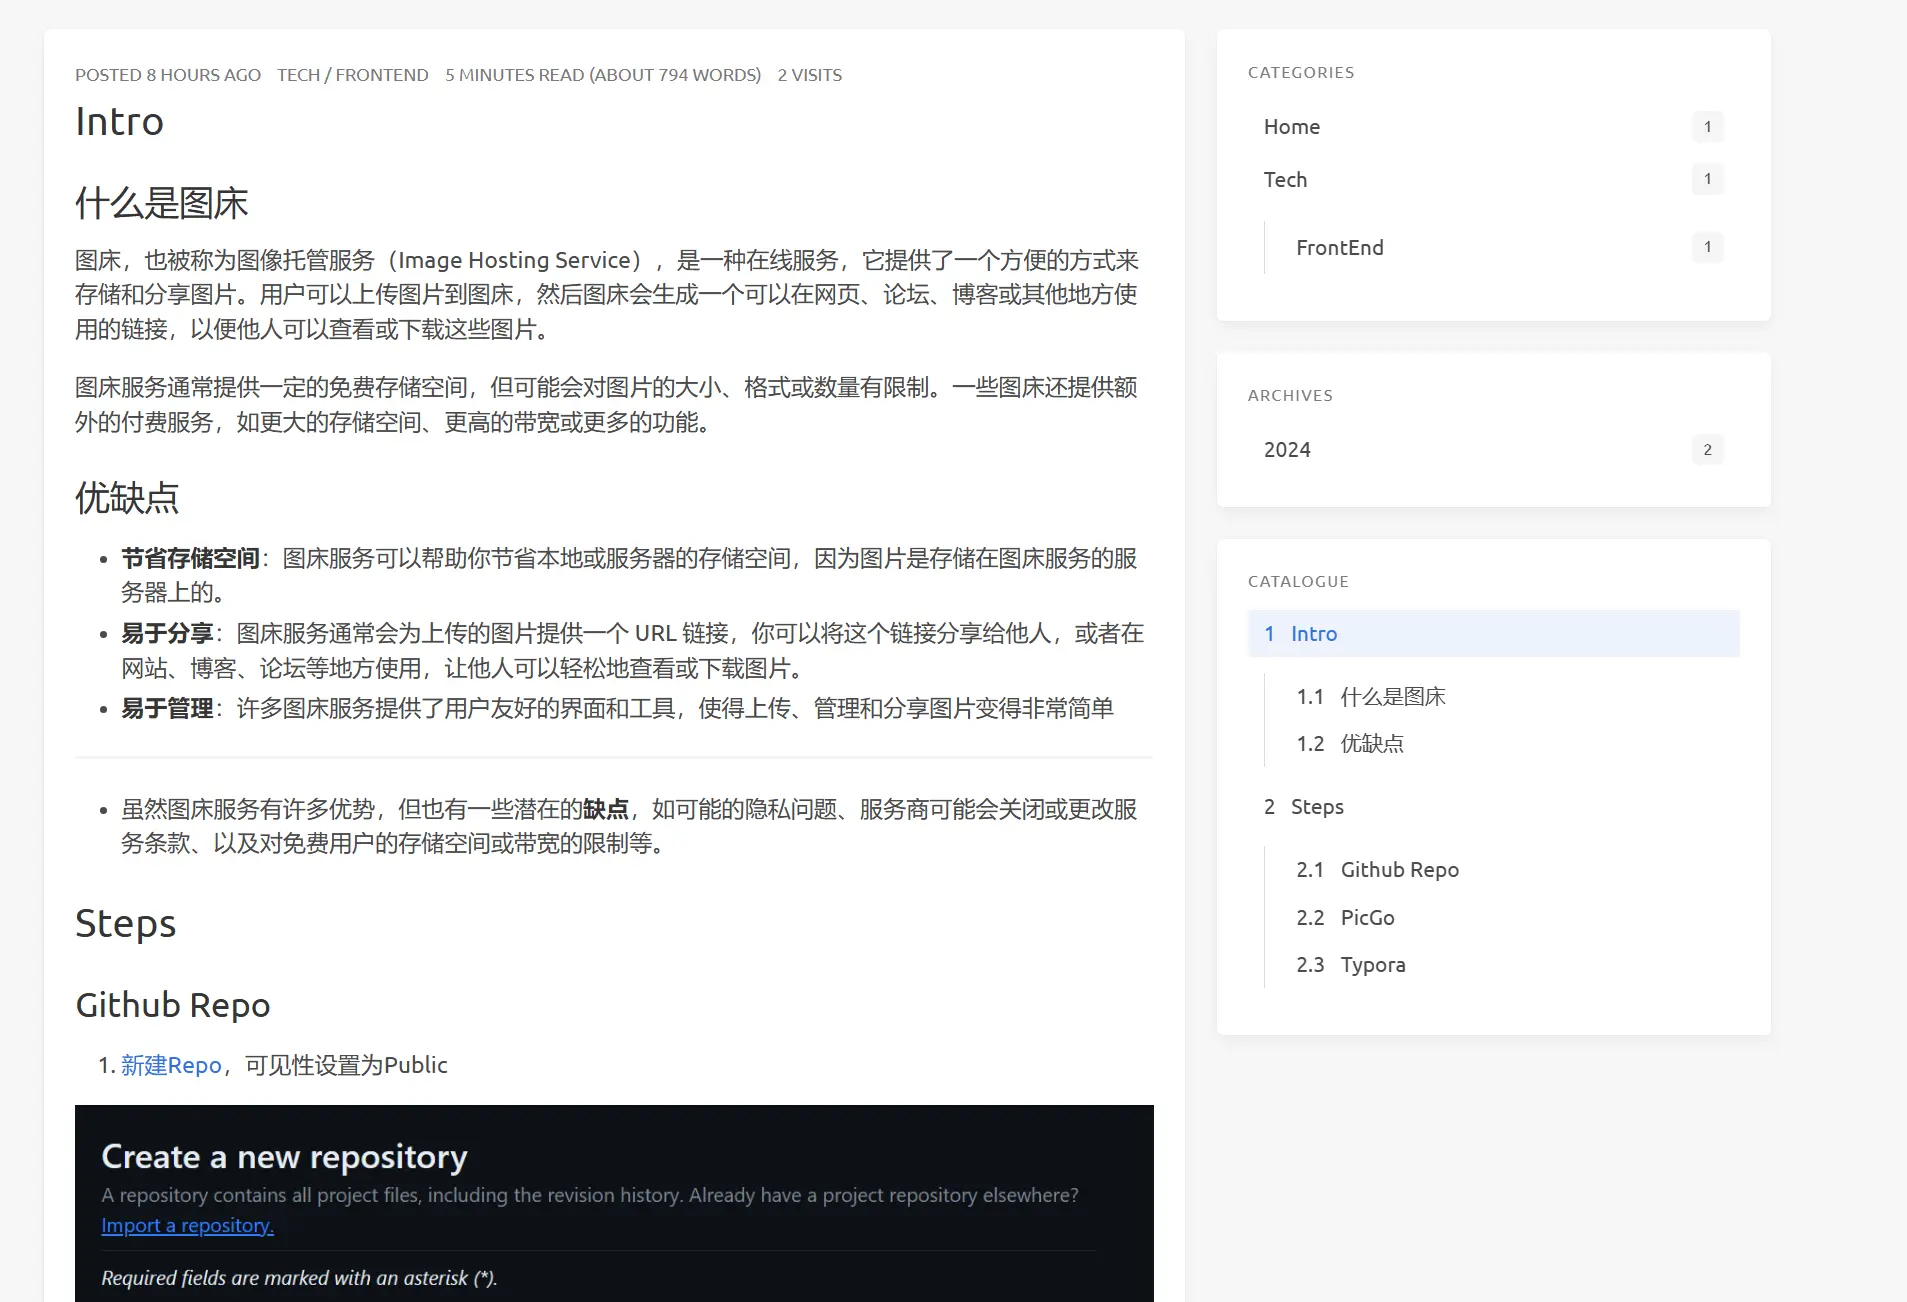 POSTED 8 HOURS AGO TECH / FRONTEND 5 MINUTES READ (ABOUT 794 WORDS) 2 VISITS
Intro
什么是图床
图床，也被称为图像托管服务（Image Hosting Service），是一种在线服务，它提供了一个方便的方式来
存储和分享图片。用户可以上传图片到图床，然后图床会生成一个可以在网页、论坛、博客或其他地方使
用的链接，以便他人可以查看或下载这些图片。
图床服务通常提供一定的免费存储空间，但可能会对图片的大小、格式或数量有限制。一些图床还提供额
外的付费服务，如更大的存储空间、更高的带宽或更多的功能。
优缺点
• 节省存储空间：图床服务可以帮助你节省本地或服务器的存储空间，因为图片是存储在图床服务的服
务器上的。
• 易于分享：图床服务通常会为上传的图片提供一个 URL 链接，你可以将这个链接分享给他人，或者在
网站、博客、论坛等地方使用，让他人可以轻松地查看或下载图片。
• 易于管理：许多图床服务提供了用户友好的界面和工具，使得上传、管理和分享图片变得非常简单
• 虽然图床服务有许多优势，但也有一些潜在的缺点，如可能的隐私问题、服务商可能会关闭或更改服
务条款、以及对免费用户的存储空间或带宽的限制等。
Steps
Github Repo
1. 新建Repo，可见性设置为Public
Create a new repository
A repository contains all project files, including the revision history. Already have a project repository elsewhere?
Import a repository.
Required fields are marked with an asterisk (*).
CATEGORIES
Home 1
Tech 1
FrontEnd 1
ARCHIVES
2024 2
CATALOGUE
1 Intro
1.1 什么是图床
1.2 优缺点
2 Steps
2.1 Github Repo
2.2 PicGo
2.3 Typora